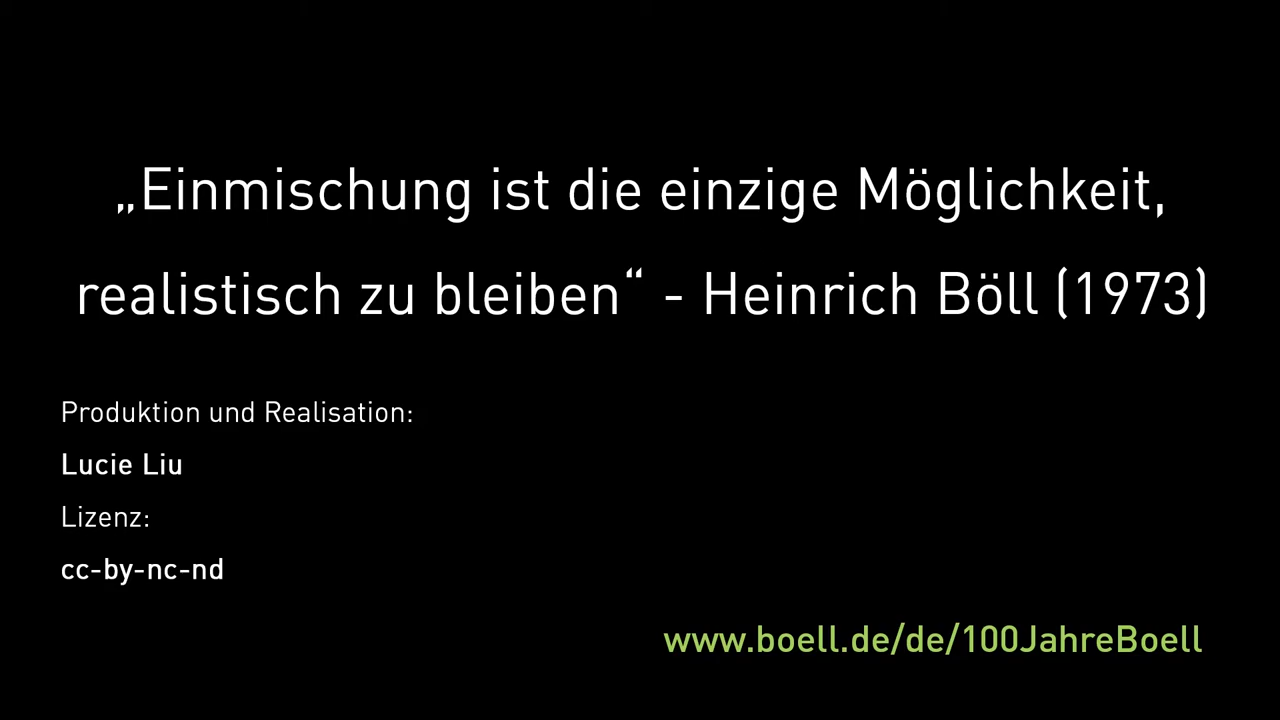 „Einmischung ist die einzige Möglichkeit,
realistisch zu bleiben“ - Heinrich Böll (1973)
Produktion und Realisation:
Lucie Liu
Lizenz:
cc-by-nc-nd
www.boell.de/de/100JahreBoell